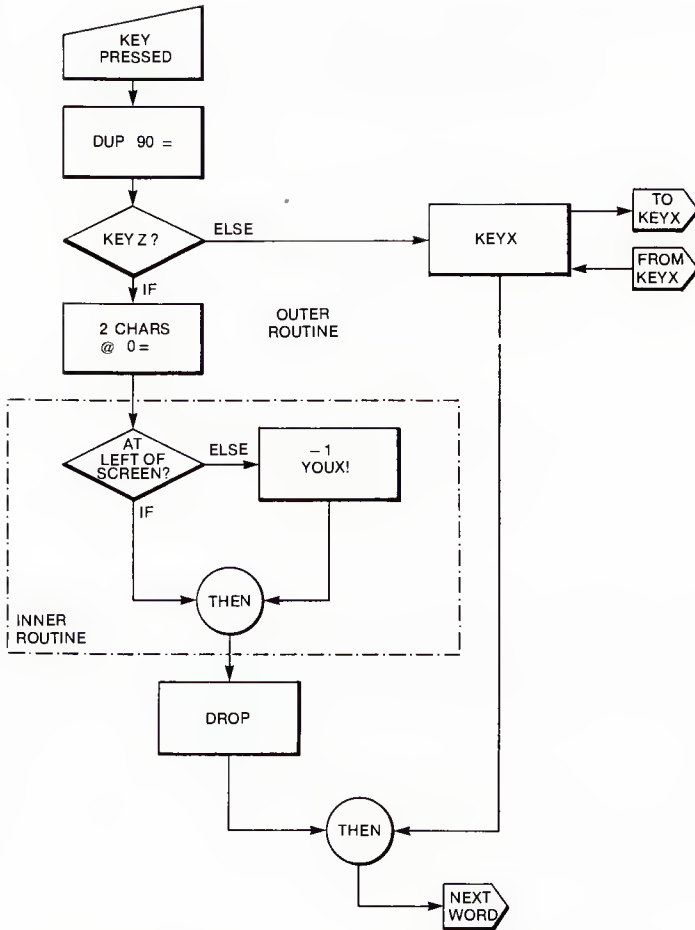 KEY
PRESSED
DUP 90 =
KEY Z ?
ELSE
KEYX
TO
KEYX
FROM
KEYX
IF
2 CHARS
@ 0 =
OUTER
ROUTINE
AT
LEFT OF
SCREEN?
ELSE
– 1
YOUX!
IF
THEN
INNER
ROUTINE
DROP
THEN
NEXT
WORD